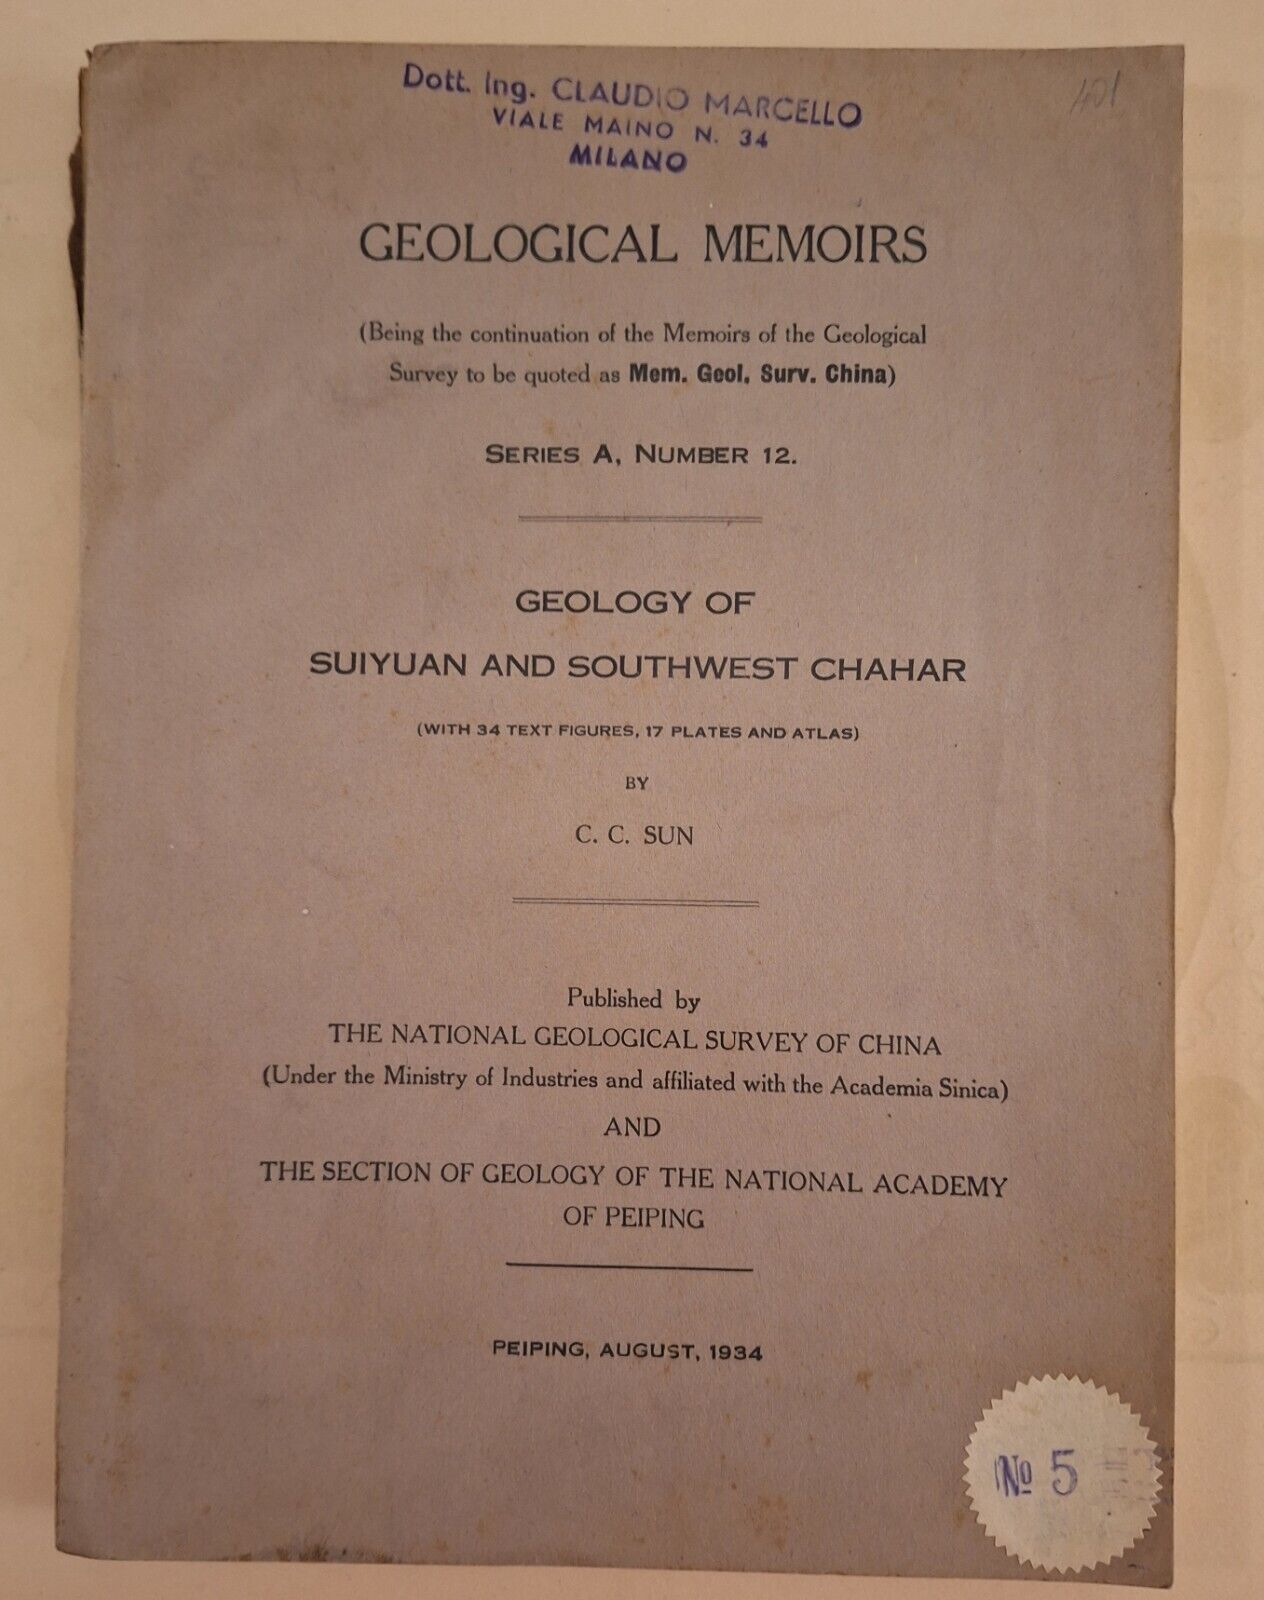 Dott. Ing. CLAUDIO MARCELLO
VIALE MAINO N. 34
MILANO
401
GEOLOGICAL MEMOIRS
(Being the continuation of the Memoirs of the Geological
Survey to be quoted as Mem. Geol. Surv. China)
SERIES A, NUMBER 12.
GEOLOGY OF
SUIYUAN AND SOUTHWEST CHAHAR
(WITH 34 TEXT FIGURES, 17 PLATES AND ATLAS)
BY
C. C. SUN
Published by
THE NATIONAL GEOLOGICAL SURVEY OF CHINA
(Under the Ministry of Industries and affiliated with the Academia Sinica)
AND
THE SECTION OF GEOLOGY OF THE NATIONAL ACADEMY
OF PEIPING
PEIPING, AUGUST, 1934
No 5